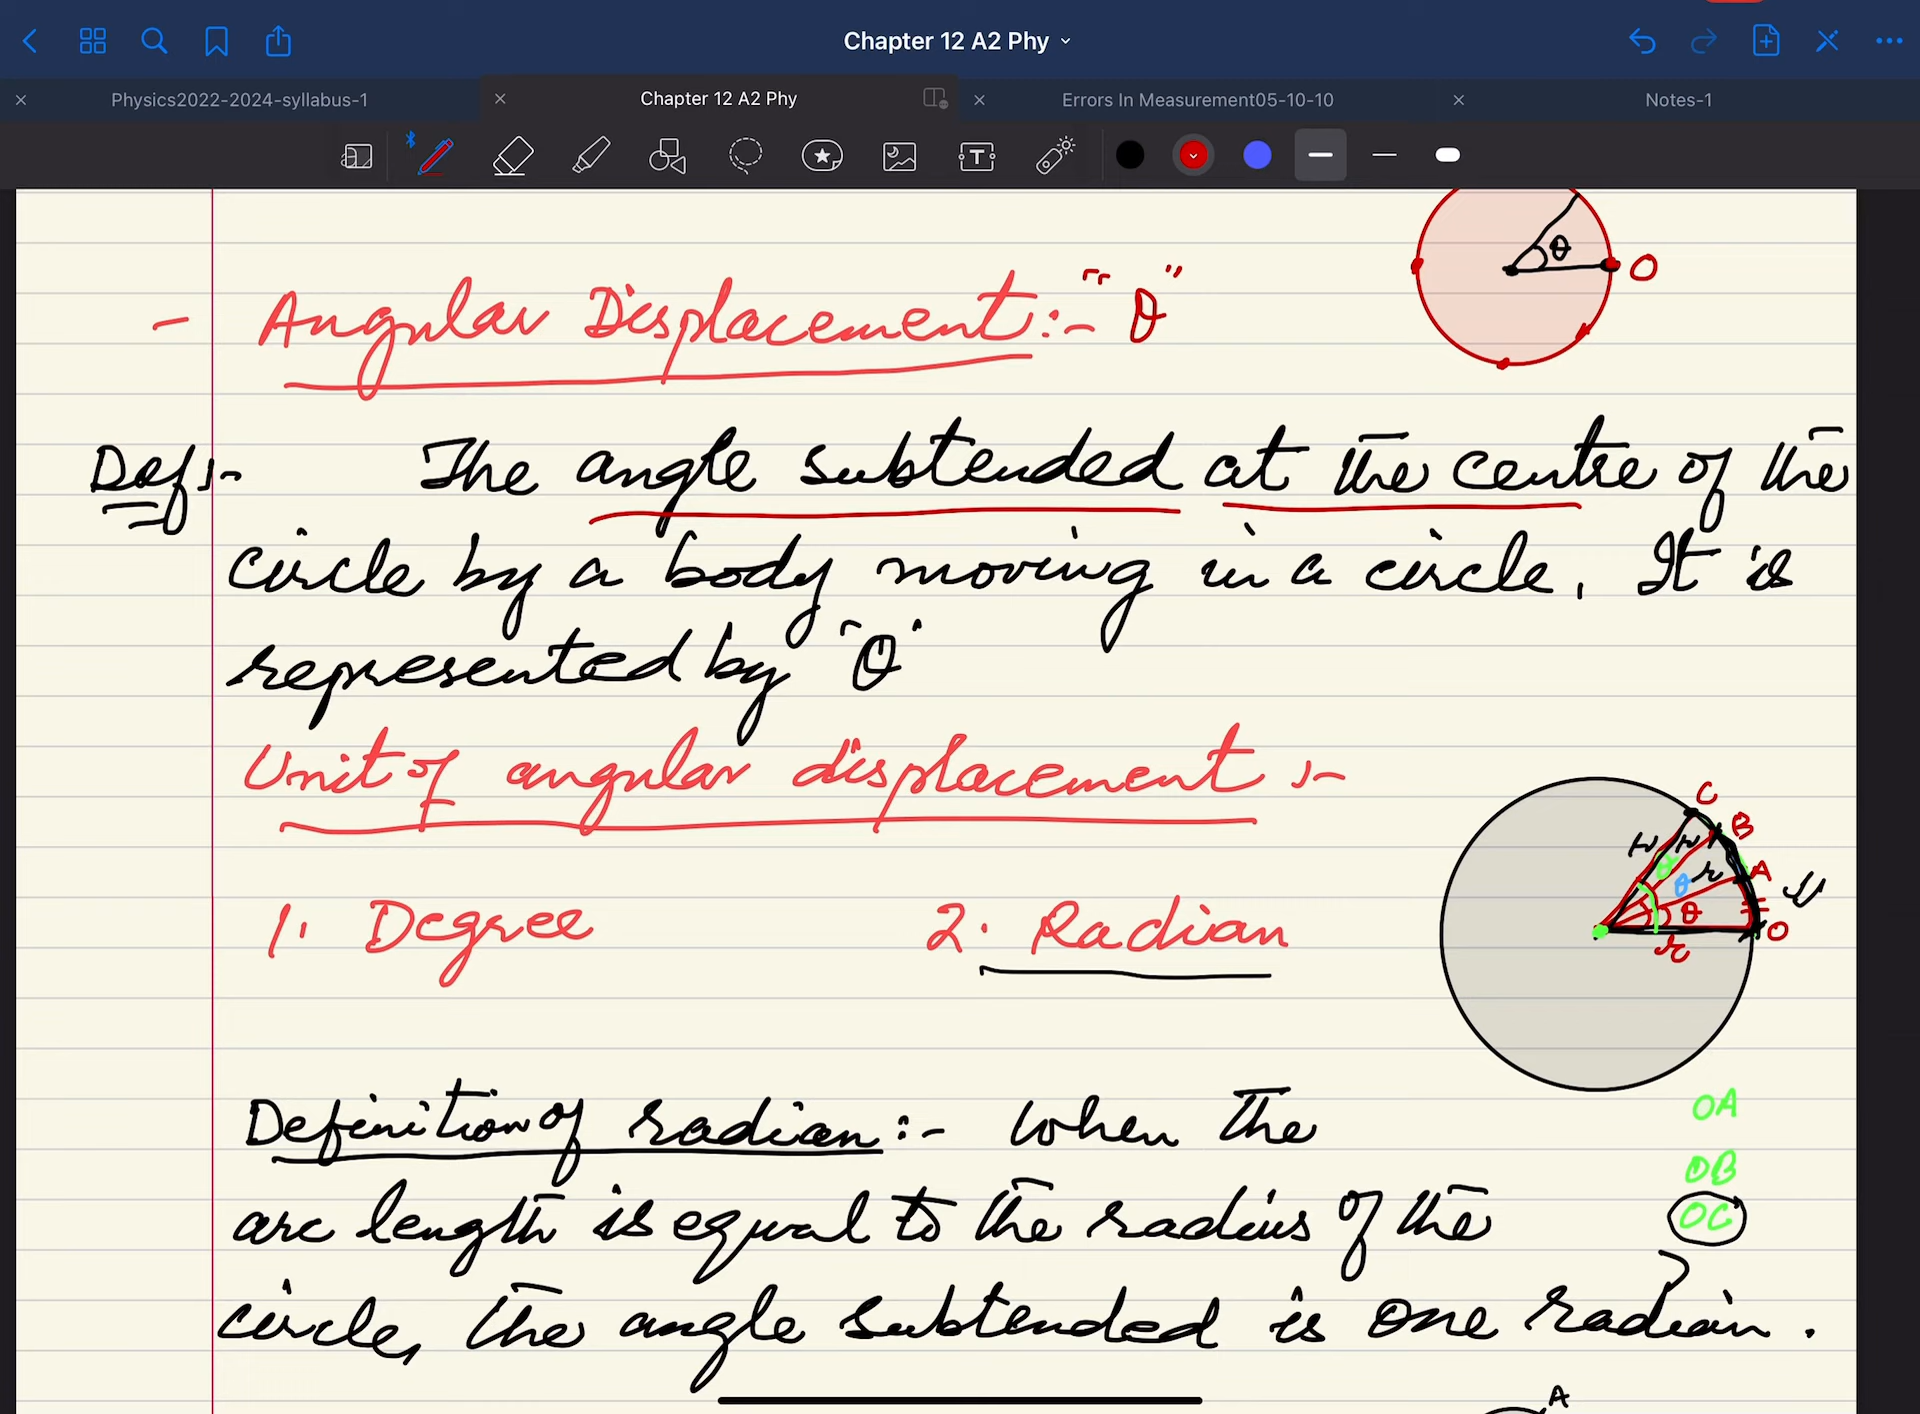 Chapter 12 A2 Phy
Physics2022-2024-syllabus-1
Chapter 12 A2 Phy
Errors In Measurement05-10-10
Notes-1
T
θ O
- Angular Displacement:- "θ"
Def:- The angle subtended at the centre of the
circle by a body moving in a circle. It is
represented by "θ"
Unit of angular displacement :-
C
B
r r
θ r A
θ O
r
1. Degree 2. Radian
OA
Definition of radian:- When the
OB
arc length is equal to the radius of the
OC
circle, the angle subtended is one radian.
A